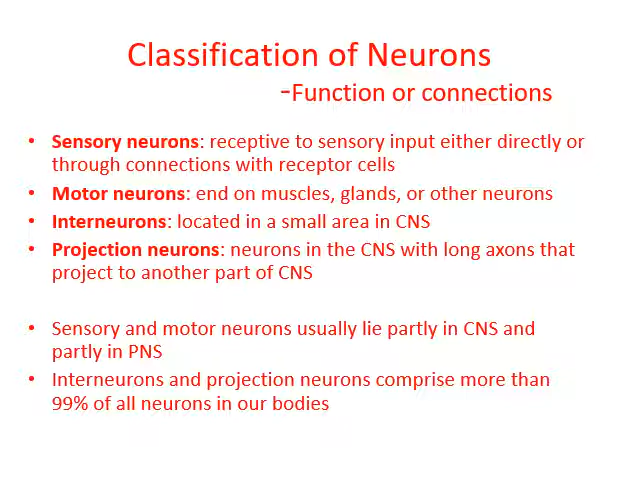 Classification of Neurons
-Function or connections
• Sensory neurons: receptive to sensory input either directly or
through connections with receptor cells
• Motor neurons: end on muscles, glands, or other neurons
• Interneurons: located in a small area in CNS
• Projection neurons: neurons in the CNS with long axons that
project to another part of CNS
• Sensory and motor neurons usually lie partly in CNS and
partly in PNS
• Interneurons and projection neurons comprise more than
99% of all neurons in our bodies